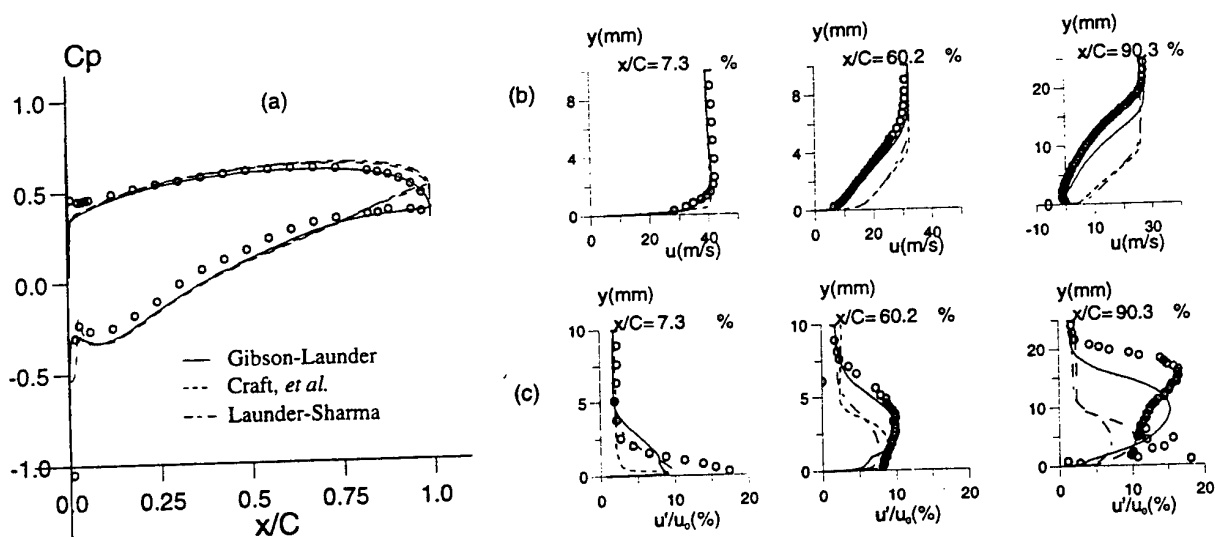 Cp
(a)
1.0
0.5
0.0
-0.5
-1.0
Gibson-Launder
Craft, et al.
Launder-Sharma
0 0.25 0.50 0.75 1.0
x/C
(b)
y(mm)
x/C= 7.3 %
8
4
0
0 20 40
u(m/s)
y(mm)
x/C= 60.2 %
8
4
0
0 20 40
u(m/s)
y(mm)
x/C= 90.3 %
20
10
0
-10 10 30
u(m/s)
(c)
y(mm)
x/C= 7.3 %
10
5
0
0 10 20
u'/u₀(%)
y(mm)
x/C= 60.2 %
10
5
0
0 10 20
u'/u₀(%)
y(mm)
x/C= 90.3 %
20
10
0
0 10 20
u'/u₀(%)